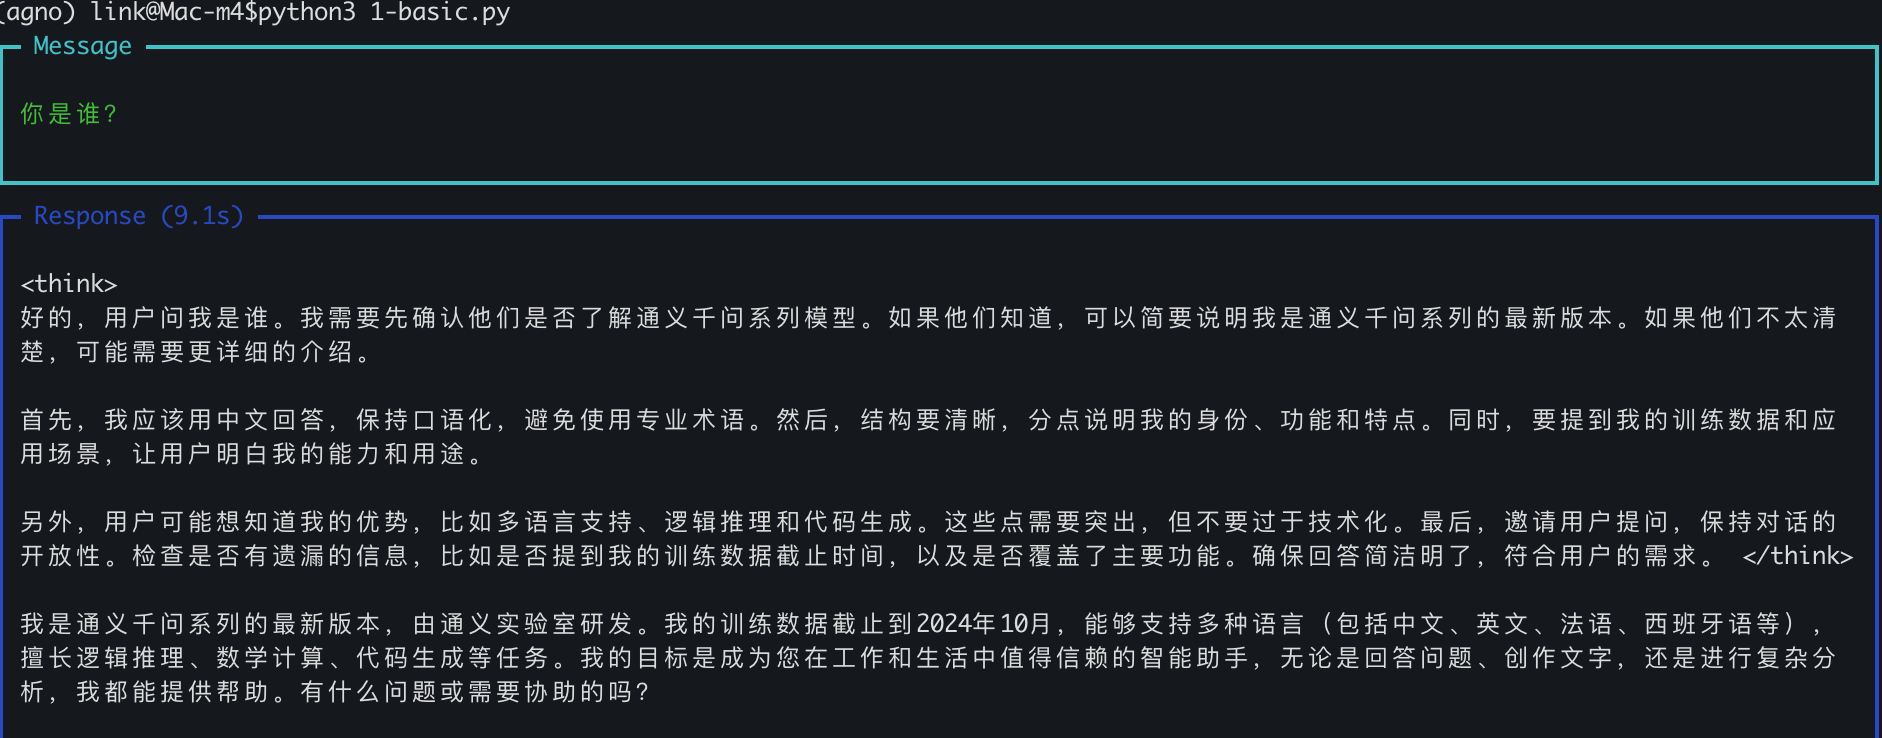 (agno) link@Mac-m4$python3 1-basic.py
Message
你是谁?
Response (9.1s)
<think>
好的，用户问我是谁。我需要先确认他们是否了解通义千问系列模型。如果他们知道，可以简要说明我是通义千问系列的最新版本。如果他们不太清
楚，可能需要更详细的介绍。
首先，我应该用中文回答，保持口语化，避免使用专业术语。然后，结构要清晰，分点说明我的身份、功能和特点。同时，要提到我的训练数据和应
用场景，让用户明白我的能力和用途。
另外，用户可能想知道我的优势，比如多语言支持、逻辑推理和代码生成。这些点需要突出，但不要过于技术化。最后，邀请用户提问，保持对话的
开放性。检查是否有遗漏的信息，比如是否提到我的训练数据截止时间，以及是否覆盖了主要功能。确保回答简洁明了，符合用户的需求。 </think>
我是通义千问系列的最新版本，由通义实验室研发。我的训练数据截止到2024年10月，能够支持多种语言（包括中文、英文、法语、西班牙语等），
擅长逻辑推理、数学计算、代码生成等任务。我的目标是成为您在工作和生活中值得信赖的智能助手，无论是回答问题、创作文字，还是进行复杂分
析，我都能提供帮助。有什么问题或需要协助的吗？